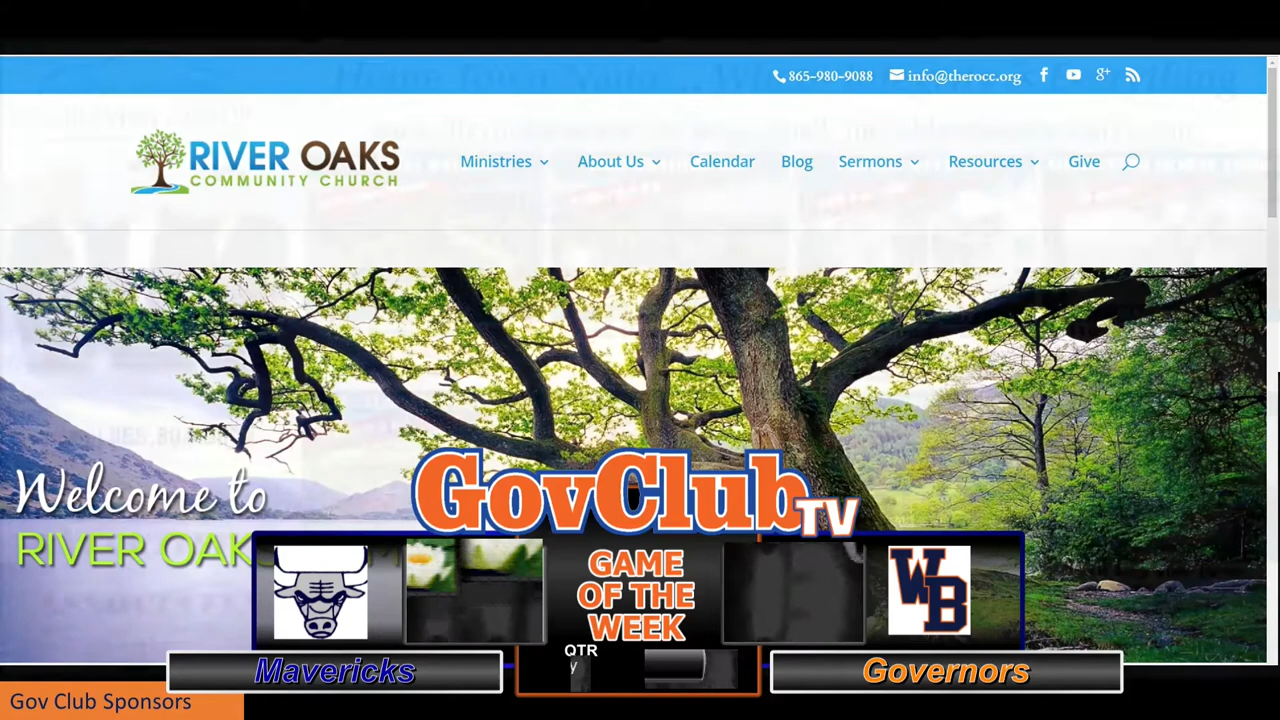 865-980-9088 info@therocc.org
RIVER OAKS
COMMUNITY CHURCH
Ministries About Us Calendar Blog Sermons Resources Give
Welcome to
RIVER OAK
GovClub TV
GAME
OF THE
WEEK
WB
QTR
y
Mavericks
Governors
Gov Club Sponsors